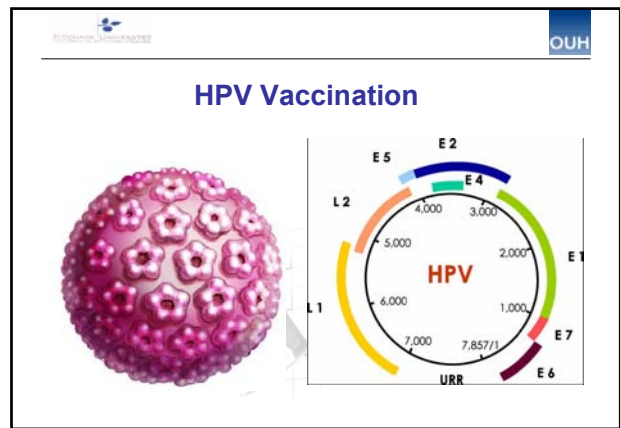 OUH
HPV Vaccination
E 2
E 5
E 4
L 2
4,000
3,000
5,000
2,000
HPV
E 1
L 1
6,000
1,000
E 7
7,000
7,857/1
E 6
URR